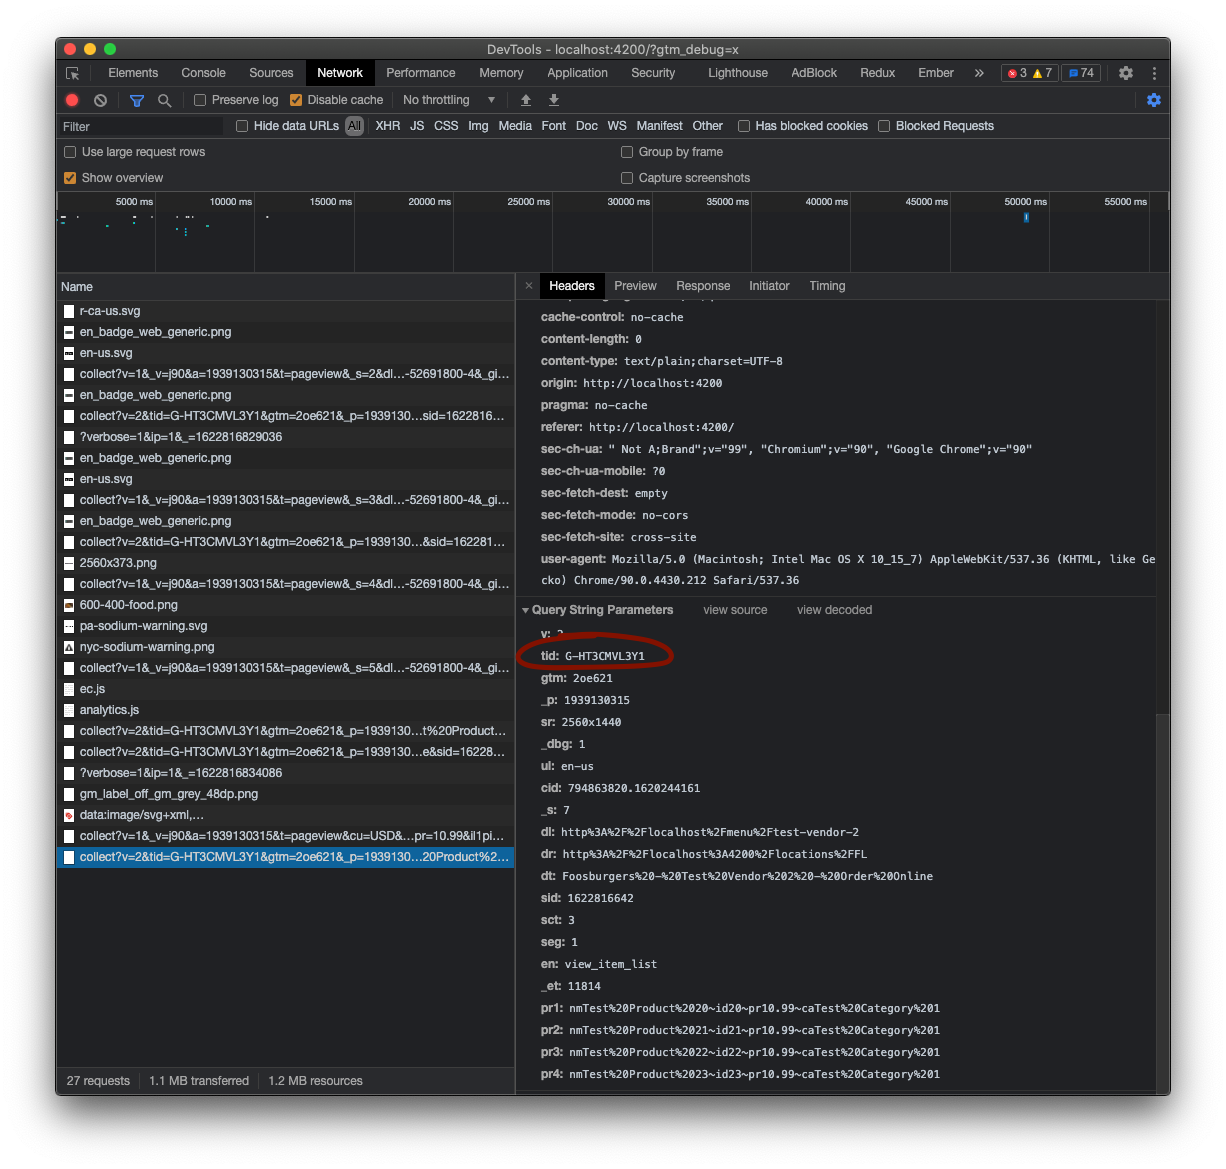 DevTools - localhost:4200/?gtm_debug=x
Elements Console Sources Network Performance Memory Application Security Lighthouse AdBlock Redux Ember » 3 7 74
Preserve log Disable cache No throttling
Filter Hide data URLs All XHR JS CSS Img Media Font Doc WS Manifest Other Has blocked cookies Blocked Requests
Use large request rows Group by frame
Show overview Capture screenshots
5000 ms 10000 ms 15000 ms 20000 ms 25000 ms 30000 ms 35000 ms 40000 ms 45000 ms 50000 ms 55000 ms
Name
r-ca-us.svg
en_badge_web_generic.png
en-us.svg
collect?v=1&_v=j90&a=1939130315&t=pageview&_s=2&dl…-52691800-4&_gi…
en_badge_web_generic.png
collect?v=2&tid=G-HT3CMVL3Y1&gtm=2oe621&_p=1939130…sid=1622816…
?verbose=1&ip=1&_=1622816829036
en_badge_web_generic.png
en-us.svg
collect?v=1&_v=j90&a=1939130315&t=pageview&_s=3&dl…-52691800-4&_gi…
en_badge_web_generic.png
collect?v=2&tid=G-HT3CMVL3Y1&gtm=2oe621&_p=1939130…&sid=162281…
2560x373.png
collect?v=1&_v=j90&a=1939130315&t=pageview&_s=4&dl…-52691800-4&_gi…
600-400-food.png
pa-sodium-warning.svg
nyc-sodium-warning.png
collect?v=1&_v=j90&a=1939130315&t=pageview&_s=5&dl…-52691800-4&_gi…
ec.js
analytics.js
collect?v=2&tid=G-HT3CMVL3Y1&gtm=2oe621&_p=1939130…t%20Product…
collect?v=2&tid=G-HT3CMVL3Y1&gtm=2oe621&_p=1939130…e&sid=16228…
?verbose=1&ip=1&_=1622816834086
gm_label_off_gm_grey_48dp.png
data:image/svg+xml,…
collect?v=1&_v=j90&a=1939130315&t=pageview&cu=USD&…pr=10.99&il1pi…
collect?v=2&tid=G-HT3CMVL3Y1&gtm=2oe621&_p=1939130…20Product%2…
27 requests 1.1 MB transferred 1.2 MB resources
× Headers Preview Response Initiator Timing
cache-control: no-cache
content-length: 0
content-type: text/plain;charset=UTF-8
origin: http://localhost:4200
pragma: no-cache
referer: http://localhost:4200/
sec-ch-ua: " Not A;Brand";v="99", "Chromium";v="90", "Google Chrome";v="90"
sec-ch-ua-mobile: ?0
sec-fetch-dest: empty
sec-fetch-mode: no-cors
sec-fetch-site: cross-site
user-agent: Mozilla/5.0 (Macintosh; Intel Mac OS X 10_15_7) AppleWebKit/537.36 (KHTML, like Ge
cko) Chrome/90.0.4430.212 Safari/537.36
Query String Parameters view source view decoded
v: 2
tid: G-HT3CMVL3Y1
gtm: 2oe621
_p: 1939130315
sr: 2560x1440
_dbg: 1
ul: en-us
cid: 794863820.1620244161
_s: 7
dl: http%3A%2F%2Flocalhost%2Fmenu%2Ftest-vendor-2
dr: http%3A%2F%2Flocalhost%3A4200%2Flocations%2FFL
dt: Foosburgers%20-%20Test%20Vendor%202%20-%20Order%20Online
sid: 1622816642
sct: 3
seg: 1
en: view_item_list
_et: 11814
pr1: nmTest%20Product%2020~id20~pr10.99~caTest%20Category%201
pr2: nmTest%20Product%2021~id21~pr10.99~caTest%20Category%201
pr3: nmTest%20Product%2022~id22~pr10.99~caTest%20Category%201
pr4: nmTest%20Product%2023~id23~pr10.99~caTest%20Category%201